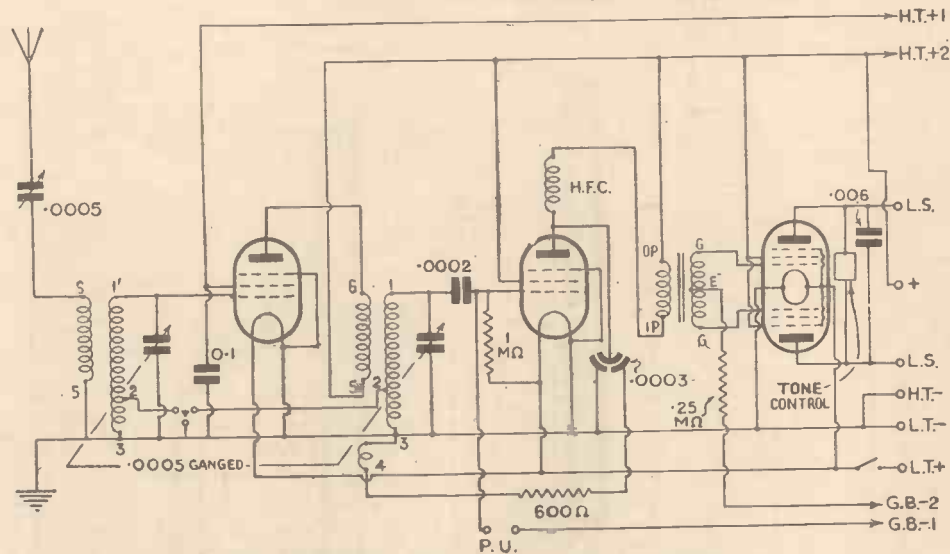 H.T.+1
H.T.+2
·0005
H.F.C.
·006
L.S.
+
L.S.
H.T.-
L.T.-
L.T.+
G.B.-2
G.B.-1
S
1'
5
2
3
0·1
6
1
5
2
3
4
·0002
1
MΩ
·0003
OP
IP
G
E
G
·25
MΩ
TONE-
CONTROL
·0005 GANGED
600Ω
P.U.